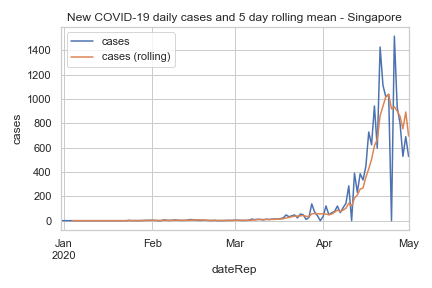 New COVID-19 daily cases and 5 day rolling mean - Singapore
cases
cases (rolling)
1400
1200
1000
800
600
400
200
0
cases
Jan
2020
Feb
Mar
Apr
May
dateRep